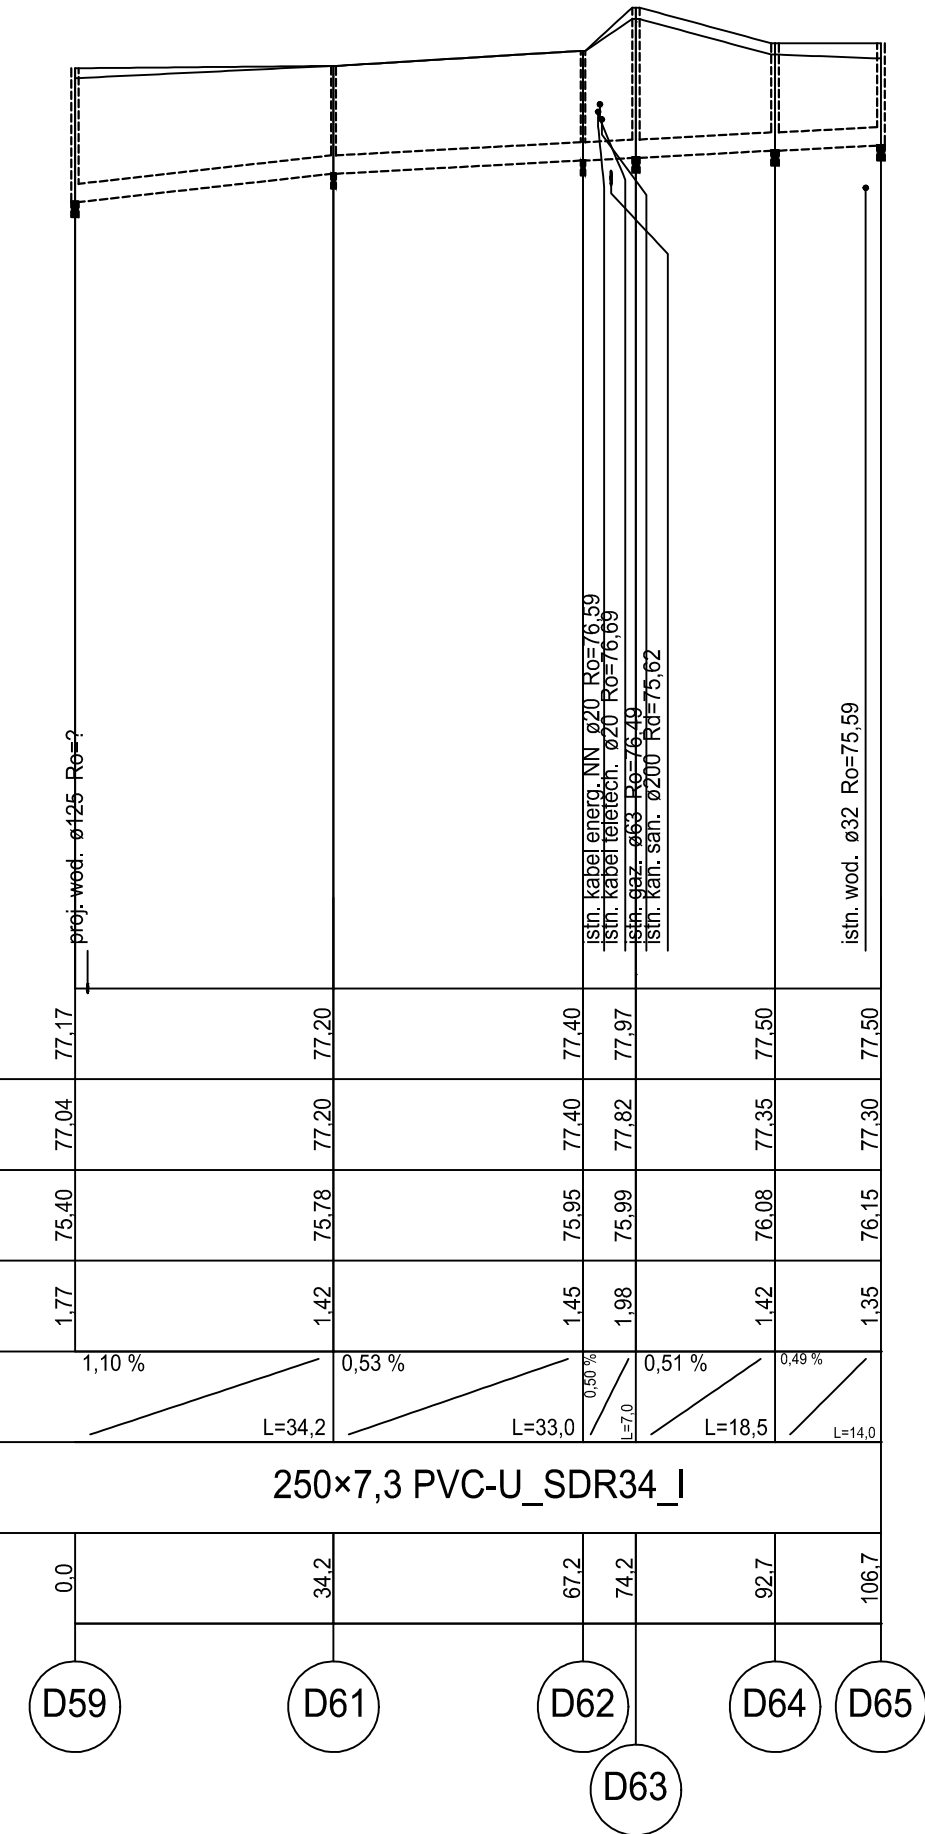 proj. wod. ø125 Ro=?
istn. kabel energ. NN ø20 Ro=76,59
istn. kabel teletech. ø20 Ro=76,69
istn. gaz. ø63 Ro=76,49
istn. kan. san. ø200 Rd=75,62
istn. wod. ø32 Ro=75,59
77,17 77,20 77,40 77,97 77,50 77,50
77,04 77,20 77,40 77,82 77,35 77,30
75,40 75,78 75,95 75,99 76,08 76,15
1,77 1,42 1,45 1,98 1,42 1,35
1,10 % 0,53 % 0,50 % 0,51 % 0,49 %
L=34,2 L=33,0 L=7,0 L=18,5 L=14,0
250×7,3 PVC-U_SDR34_I
0,0 34,2 67,2 74,2 92,7 106,7
D59 D61 D62 D64 D65
D63